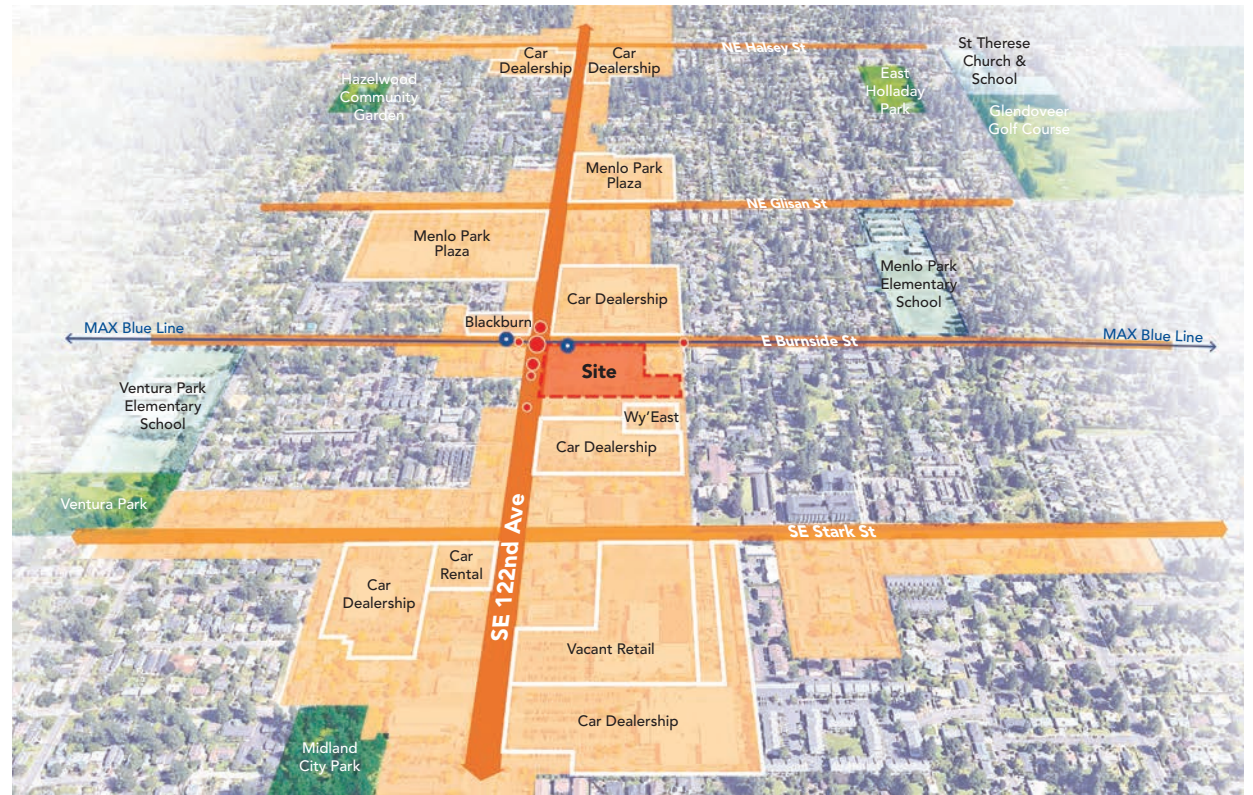 NE Halsey St
St Therese
Church &
School
Car
Dealership
Car
Dealership
Hazelwood
Community
Garden
East
Holladay
Park
Glendoveer
Golf Course
Menlo Park
Plaza
NE Glisan St
Menlo Park
Plaza
Menlo Park
Elementary
School
Car Dealership
Blackburn
MAX Blue Line
E Burnside St
MAX Blue Line
Site
Ventura Park
Elementary
School
Wy'East
Car Dealership
Ventura Park
SE 122nd Ave
SE Stark St
Car
Rental
Car
Dealership
Vacant Retail
Car Dealership
Midland
City Park